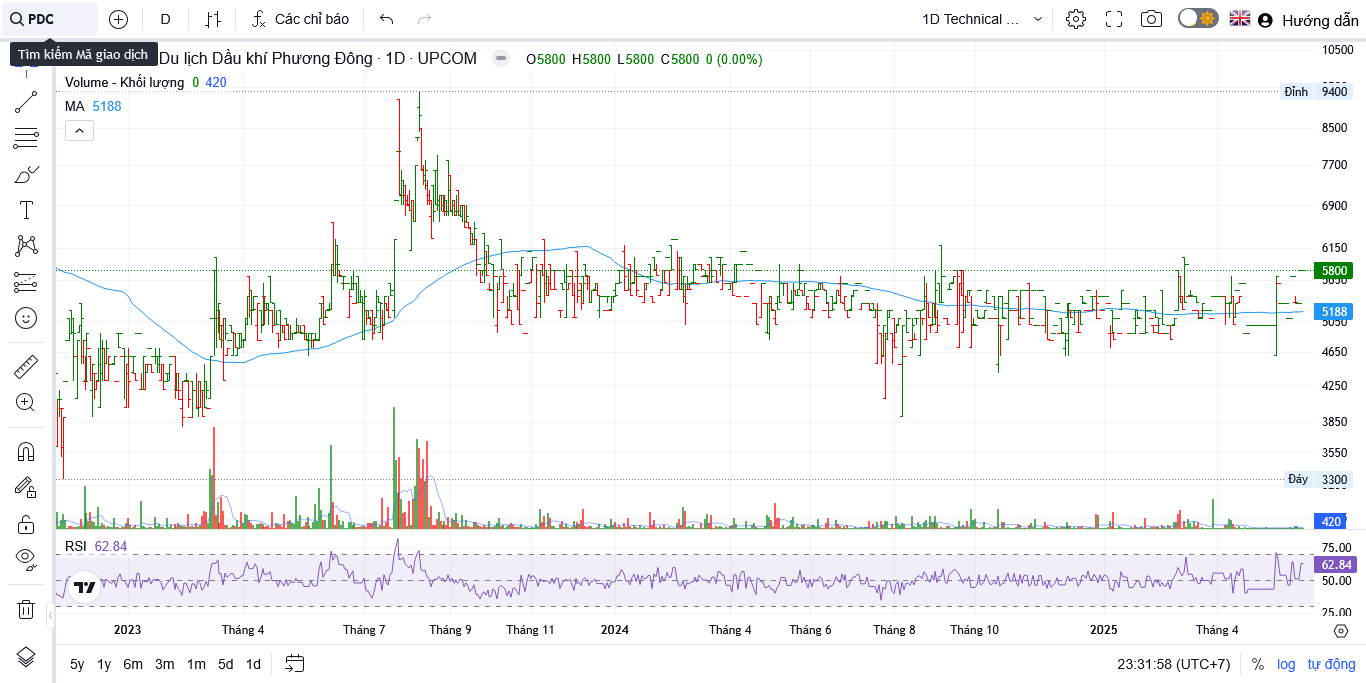 PDC
D
Các chỉ báo
1D Technical ...
Hướng dẫn
Tìm kiếm Mã giao dịch
Du lịch Dầu khí Phương Đông · 1D · UPCOM
O5800 H5800 L5800 C5800 0 (0.00%)
Volume - Khối lượng 0 420
MA 5188
10500
Đỉnh 9400
8500
7700
6900
6150
5800
5188
5050
4650
4250
3850
3550
Đáy 3300
420
RSI 62.84
75.00
62.84
50.00
25.00
2023 Tháng 4 Tháng 7 Tháng 9 Tháng 11 2024 Tháng 4 Tháng 6 Tháng 8 Tháng 10 2025 Tháng 4
5y 1y 6m 3m 1m 5d 1d
23:31:58 (UTC+7) % log tự động